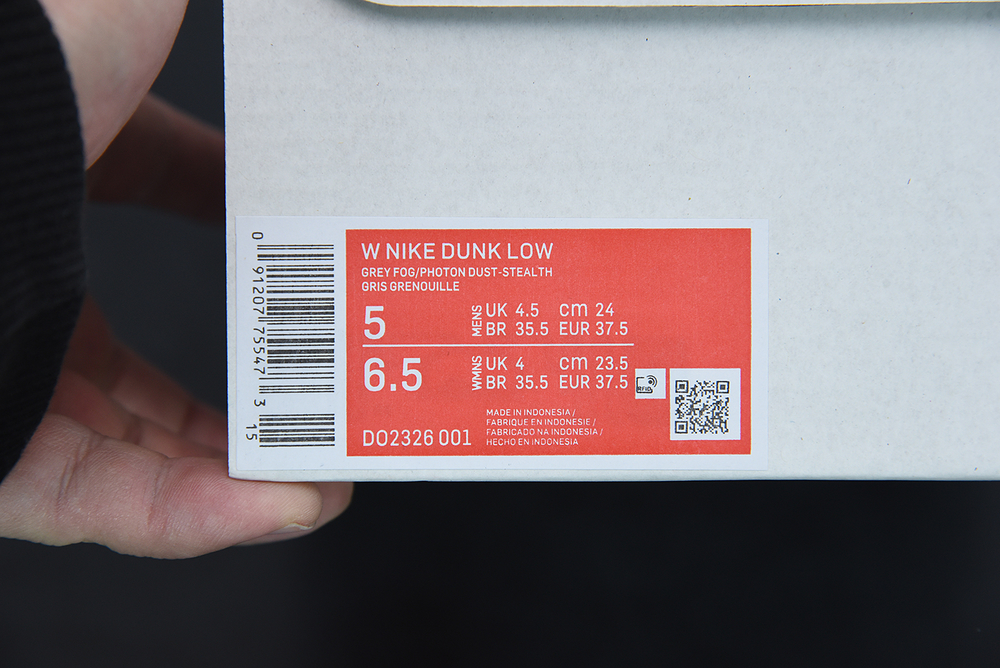 0 91207 75547 3 15
W NIKE DUNK LOW
GREY FOG/PHOTON DUST-STEALTH
GRIS GRENOUILLE
5
MENS
UK 4.5 cm 24
BR 35.5 EUR 37.5
6.5
WMNS
UK 4 cm 23.5
BR 35.5 EUR 37.5
RFID
DO2326 001
MADE IN INDONESIA /
FABRIQUE EN INDONESIE /
FABRICADO NA INDONESIA /
HECHO EN INDONESIA